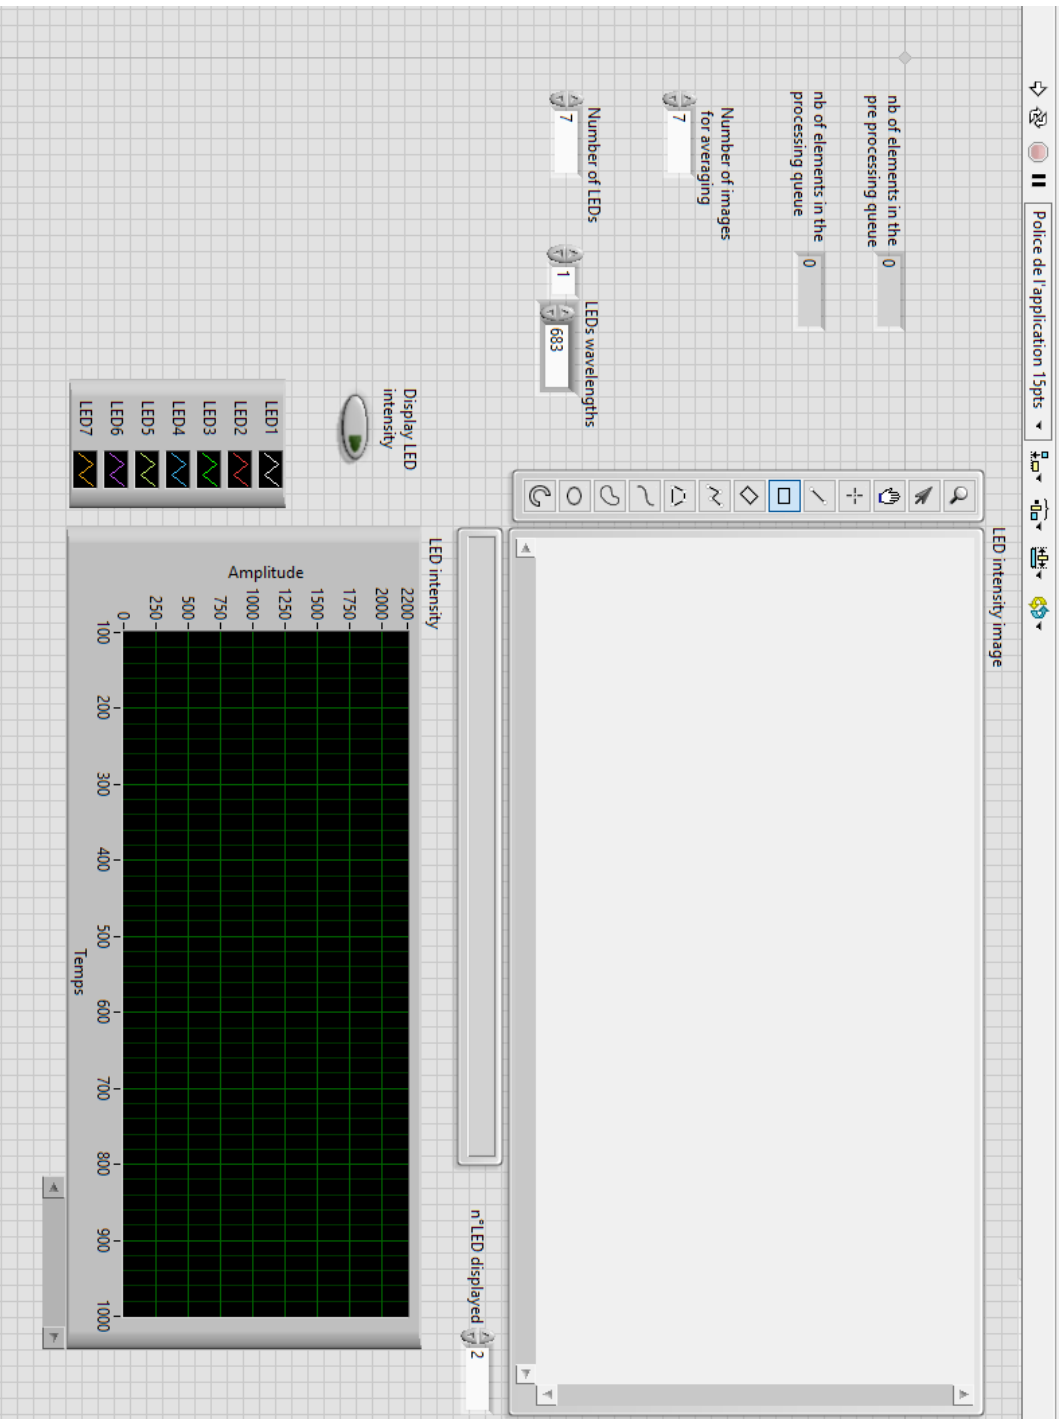 Police de l'application 15pts
nb of elements in the
pre processing queue
0
nb of elements in the
processing queue
0
Number of images
for averaging
7
Number of LEDs
7
LEDs wavelengths
1
683
LED intensity image
n°LED displayed
2
Display LED
intensity
LED1
LED2
LED3
LED4
LED5
LED6
LED7
LED intensity
Amplitude
2200
2000
1750
1500
1250
1000
750
500
250
0
100 200 300 400 500 600 700 800 900 1000
Temps